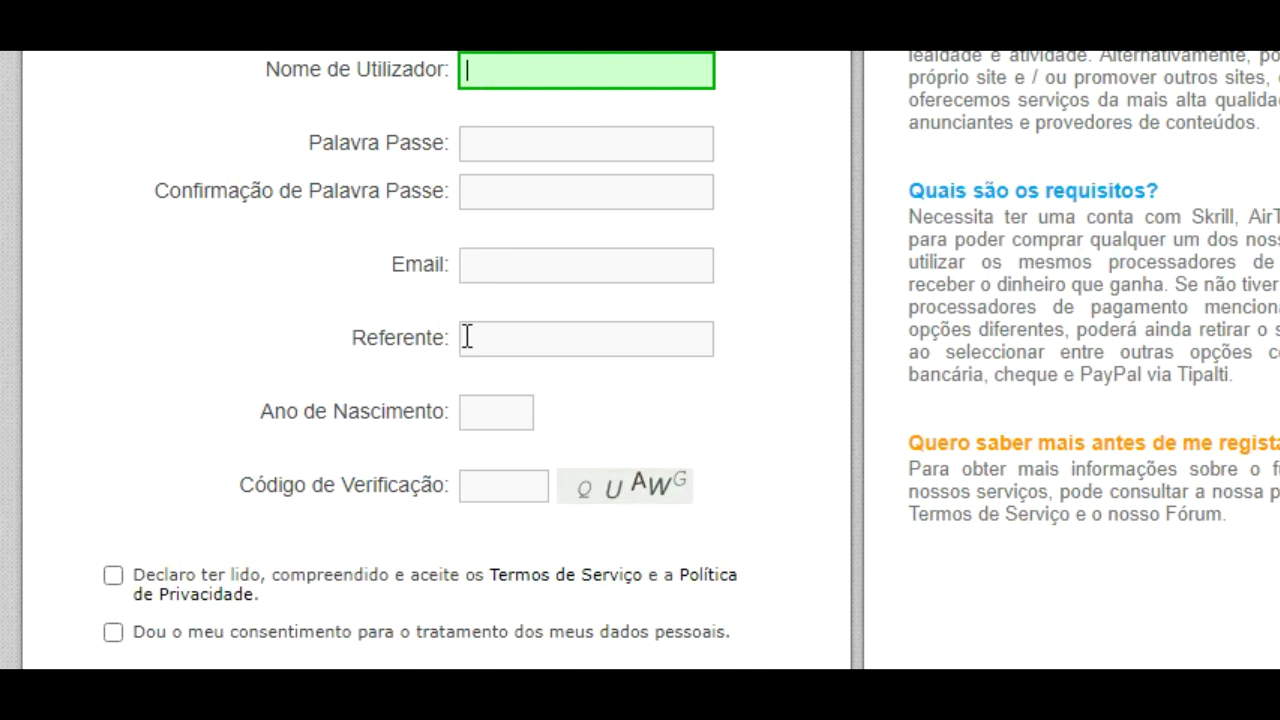 Nome de Utilizador:
Palavra Passe:
Confirmação de Palavra Passe:
Email:
Referente:
Ano de Nascimento:
Código de Verificação:
Q U A W G
Declaro ter lido, compreendido e aceite os Termos de Serviço e a Política
de Privacidade.
Dou o meu consentimento para o tratamento dos meus dados pessoais.
lealdade e atividade. Alternativamente,
próprio site e / ou promover outros sites,
oferecemos serviços da mais alta
anunciantes e provedores de conteúdos.
Quais são os requisitos?
Necessita ter uma conta com Skrill,
para poder comprar qualquer um dos
utilizar os mesmos processadores de
receber o dinheiro que ganha. Se não tiver
processadores de pagamento
opções diferentes, poderá ainda retirar o
ao seleccionar entre outras opções
bancária, cheque e PayPal via Tipalti.
Quero saber mais antes de me
Para obter mais informações sobre o
nossos serviços, pode consultar a nossa
Termos de Serviço e o nosso Fórum.